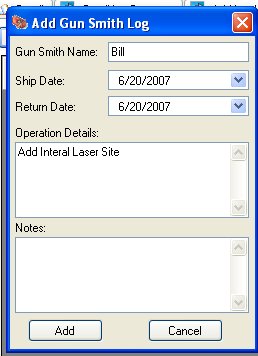 Add Gun Smith Log
Gun Smith Name: Bill
Ship Date: 6/20/2007
Return Date: 6/20/2007
Operation Details:
Add Interal Laser Site
Notes:
Add Cancel